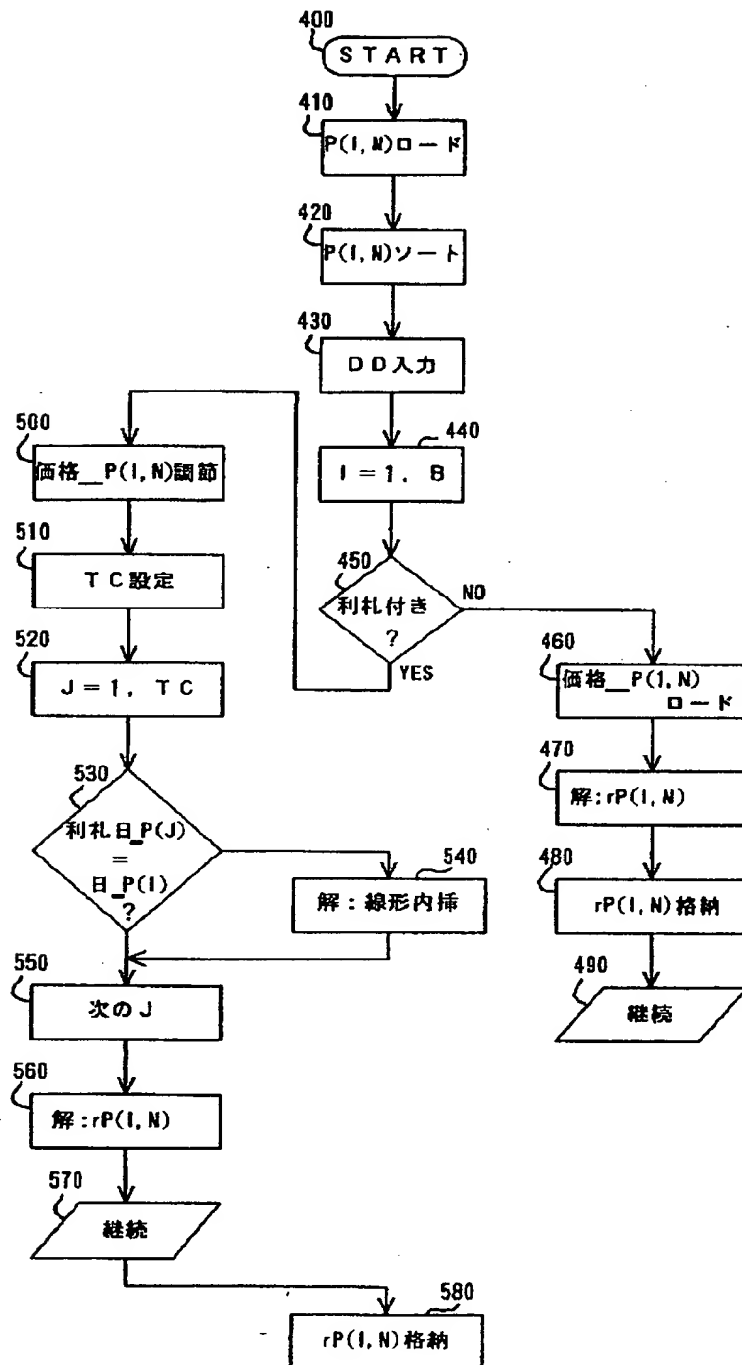 400
START
410
P(I,N)ロード
420
P(I,N)ソート
430
DD入力
440
I=1, B
450
利札付き
?
NO
YES
460
価格__P(I,N)
ロード
470
解:rP(I,N)
480
rP(I,N)格納
490
継続
500
価格__P(I,N)調節
510
TC設定
520
J=1, TC
530
利札日_P(J)
=
日_P(I)
?
540
解:線形内挿
550
次のJ
560
解:rP(I,N)
570
継続
580
rP(I,N)格納